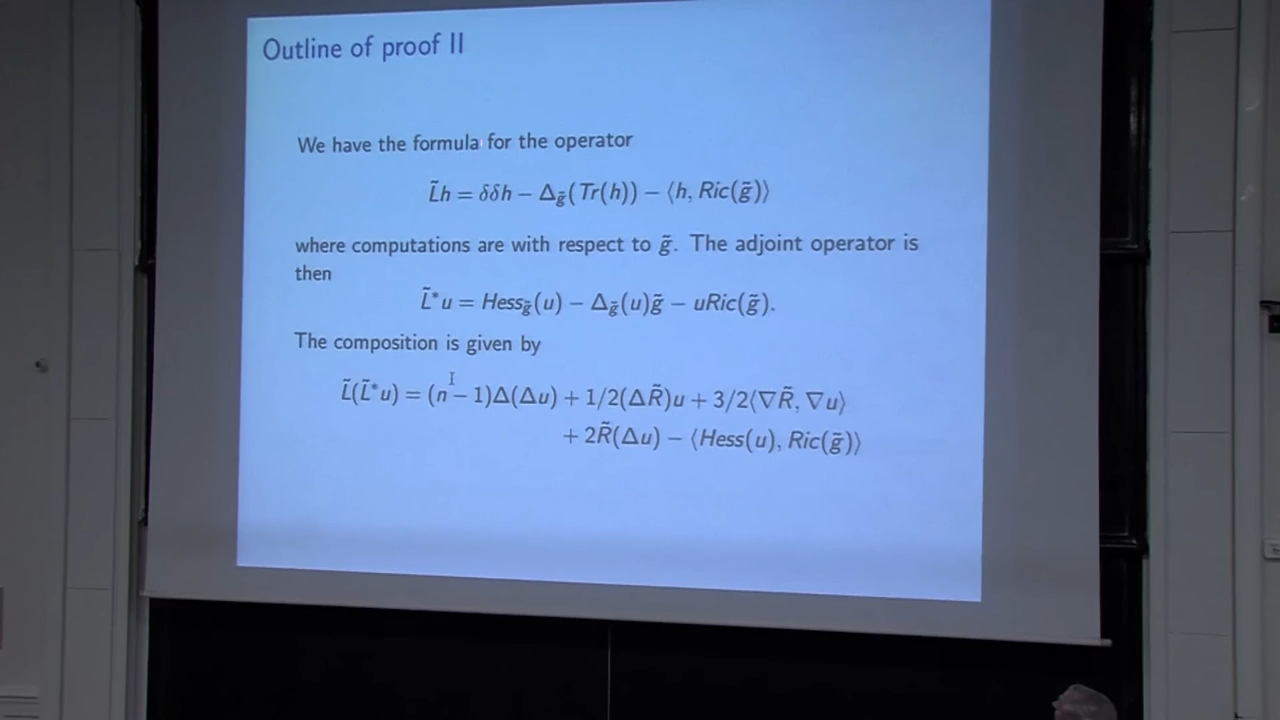 Outline of proof II
We have the formula for the operator
L̃h = δδh − Δ_g̃(Tr(h)) − ⟨h, Ric(g̃)⟩
where computations are with respect to g̃. The adjoint operator is
then
L̃*u = Hess_g̃(u) − Δ_g̃(u)g̃ − uRic(g̃).
The composition is given by
L̃(L̃*u) = (n − 1)Δ(Δu) + 1/2(ΔR̃)u + 3/2⟨∇R̃, ∇u⟩
+ 2R̃(Δu) − ⟨Hess(u), Ric(g̃)⟩